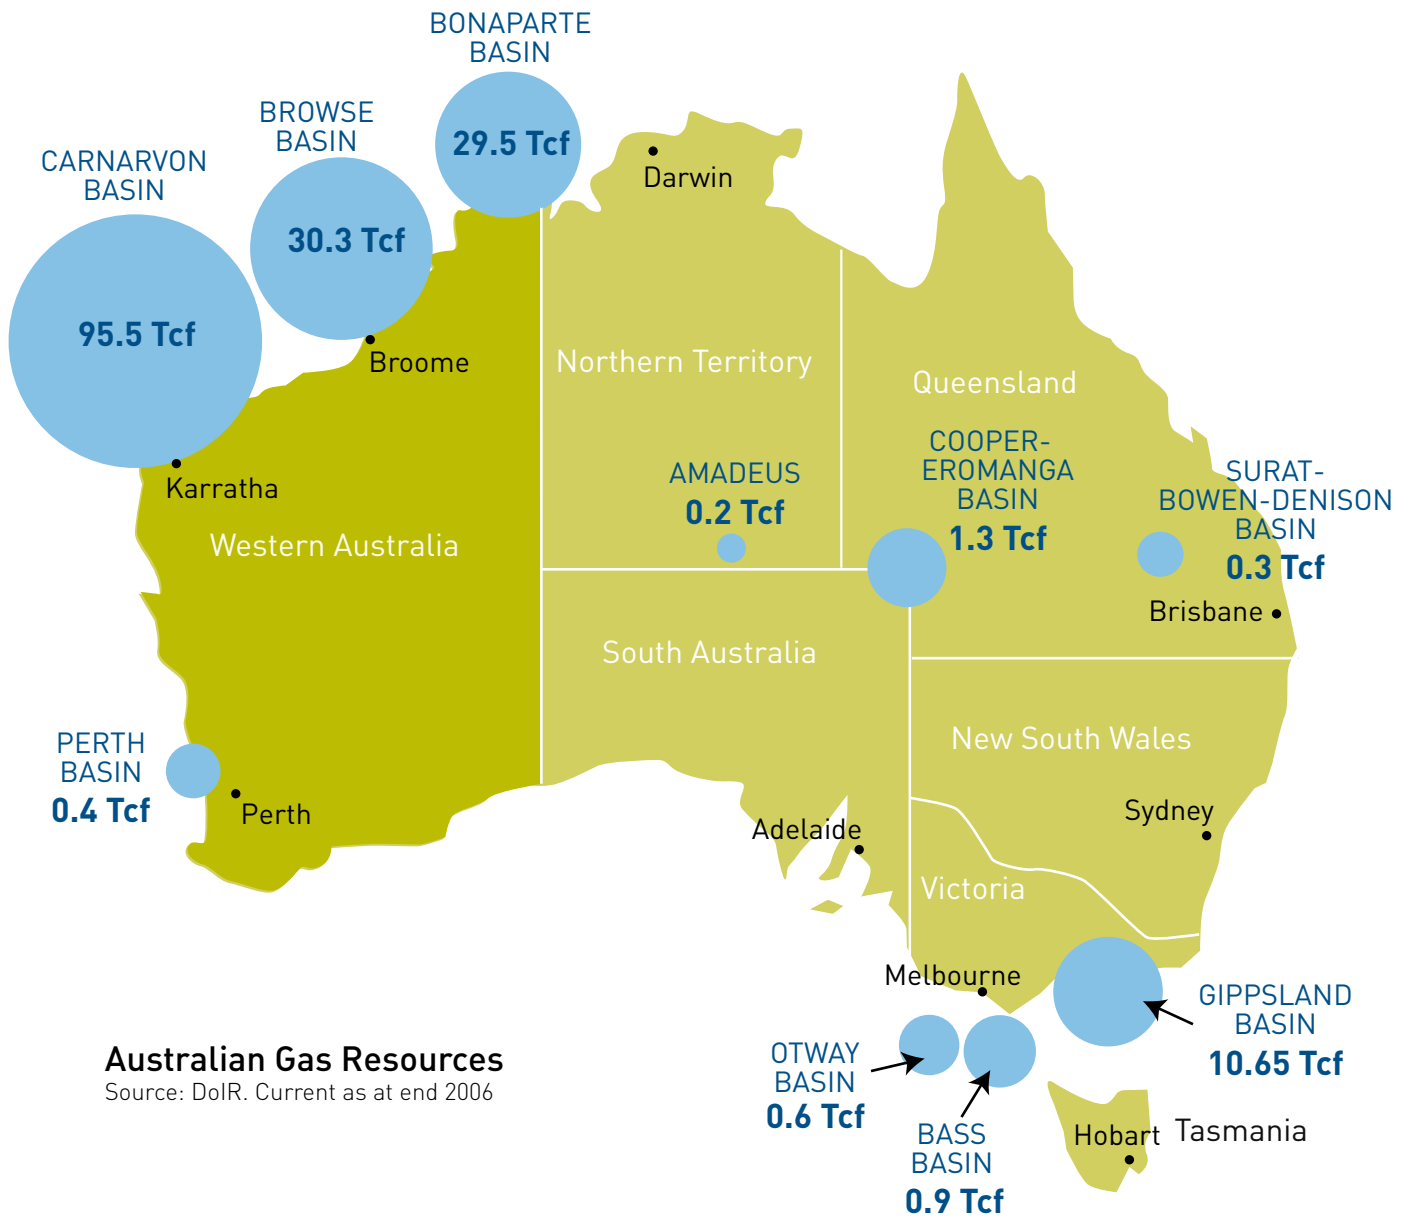 BONAPARTE
BASIN
29.5 Tcf
BROWSE
BASIN
30.3 Tcf
CARNARVON
BASIN
95.5 Tcf
Darwin
Broome
Northern Territory
Queensland
Karratha
Western Australia
AMADEUS
0.2 Tcf
COOPER-
EROMANGA
BASIN
1.3 Tcf
SURAT-
BOWEN-DENISON
BASIN
0.3 Tcf
Brisbane
South Australia
PERTH
BASIN
0.4 Tcf
Perth
New South Wales
Sydney
Adelaide
Victoria
Melbourne
GIPPSLAND
BASIN
10.65 Tcf
OTWAY
BASIN
0.6 Tcf
BASS
BASIN
0.9 Tcf
Hobart
Tasmania
Australian Gas Resources
Source: DoIR. Current as at end 2006